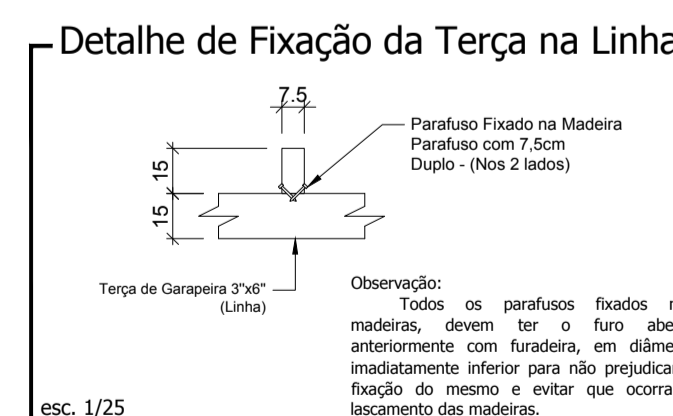 Detalhe de Fixação da Terça na Linha
7.5
Parafuso Fixado na Madeira
Parafuso com 7,5cm
Duplo - (Nos 2 lados)
15
15
Terça de Garapeira 3"x6"
(Linha)
Observação:
Todos os parafusos fixados
madeiras, devem ter o furo
anteriormente com furadeira, em
imadiatamente inferior para não prejudicar
fixação do mesmo e evitar que ocorra
lascamento das madeiras.
esc. 1/25